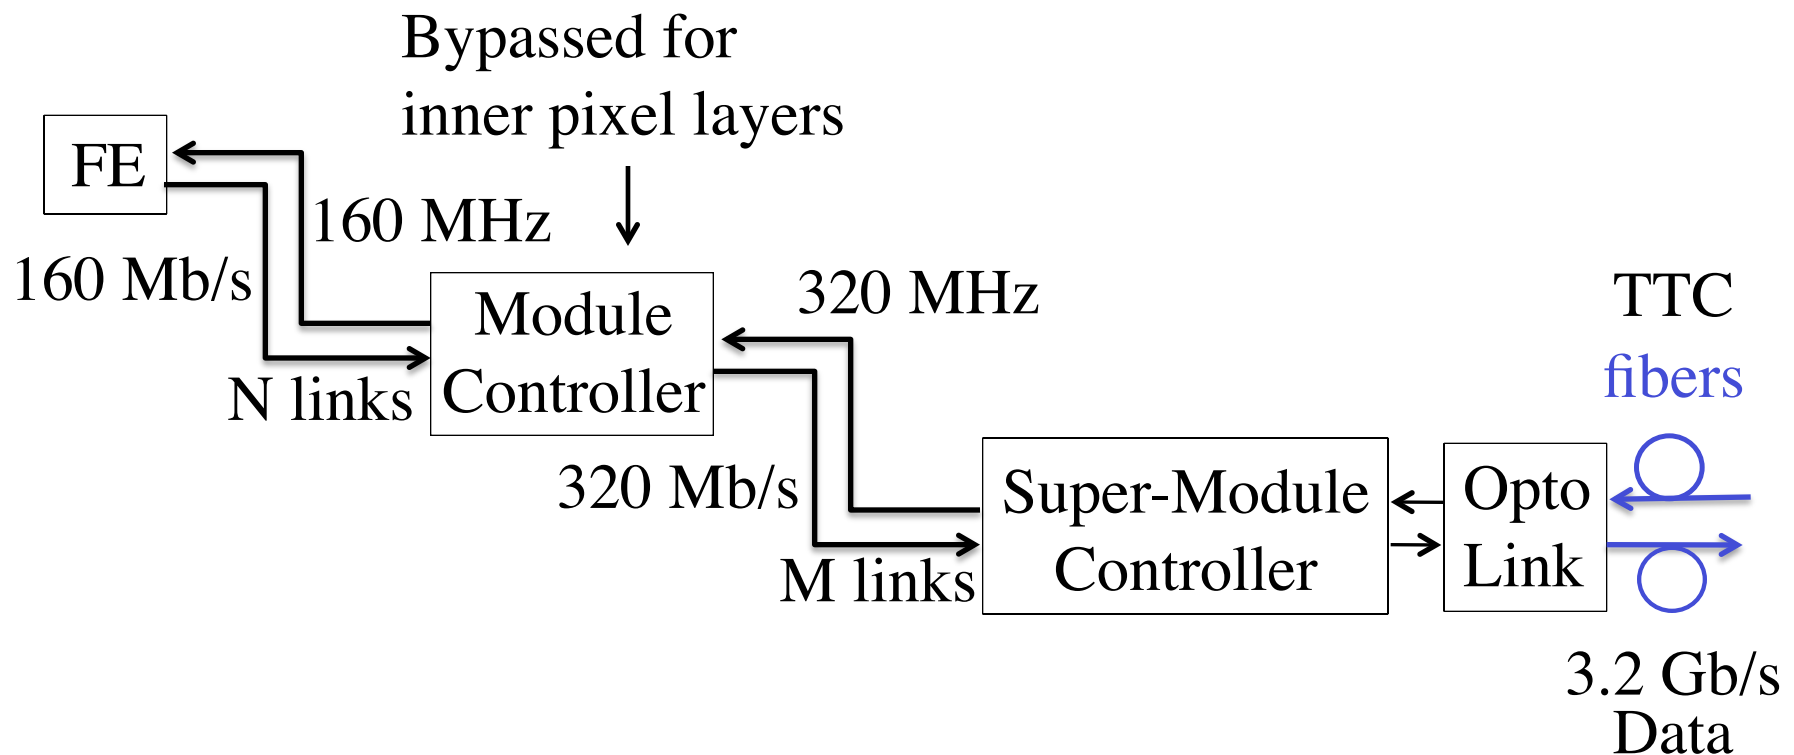 Bypassed for
inner pixel layers
FE
160 MHz
160 Mb/s
N links
Module
Controller
320 MHz
320 Mb/s
M links
Super-Module
Controller
Opto
Link
TTC
fibers
3.2 Gb/s
Data